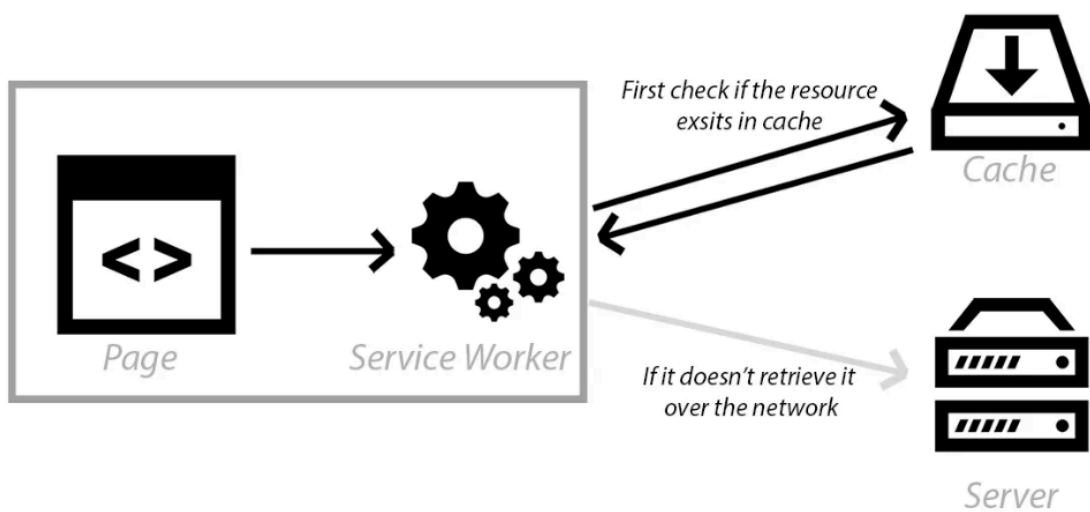 First check if the resource
exsits in cache
Cache
< >
Page
Service Worker
If it doesn't retrieve it
over the network
Server